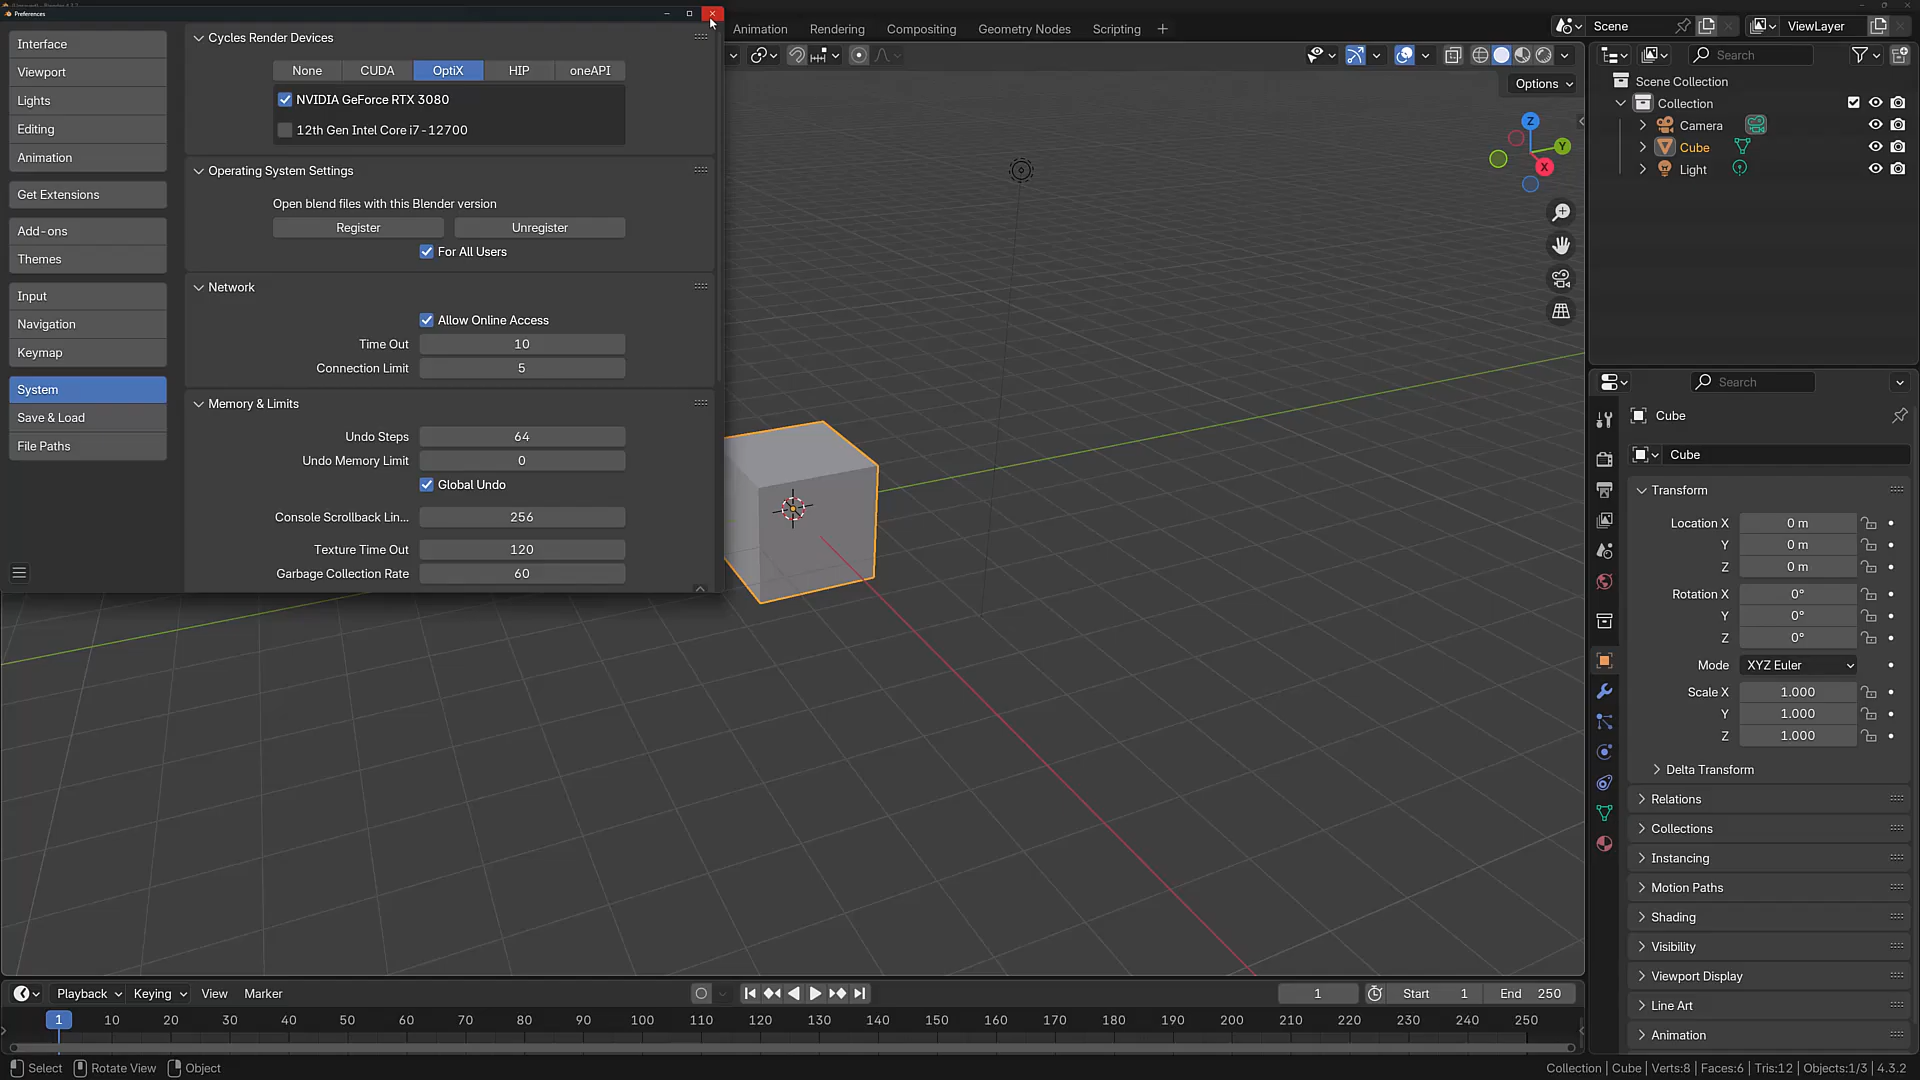 Preferences
Interface
Viewport
Lights
Editing
Animation
Get Extensions
Add-ons
Themes
Input
Navigation
Keymap
System
Save & Load
File Paths
Cycles Render Devices
None CUDA OptiX HIP oneAPI
NVIDIA GeForce RTX 3080
12th Gen Intel Core i7-12700
Operating System Settings
Open blend files with this Blender version
Register Unregister
For All Users
Network
Allow Online Access
Time Out 10
Connection Limit 5
Memory & Limits
Undo Steps 64
Undo Memory Limit 0
Global Undo
Console Scrollback Lin... 256
Texture Time Out 120
Garbage Collection Rate 60
Animation Rendering Compositing Geometry Nodes Scripting
Scene ViewLayer
Options
Z
Y
X
Search
Scene Collection
Collection
Camera
Cube
Light
Search
Cube
Cube
Transform
Location X 0 m
Y 0 m
Z 0 m
Rotation X 0°
Y 0°
Z 0°
Mode XYZ Euler
Scale X 1.000
Y 1.000
Z 1.000
Delta Transform
Relations
Collections
Instancing
Motion Paths
Shading
Visibility
Viewport Display
Line Art
Animation
Playback Keying View Marker 1 Start 1 End 250
1 10 20 30 40 50 60 70 80 90 100 110 120 130 140 150 160 170 180 190 200 210 220 230 240 250
Select Rotate View Object Collection | Cube | Verts:8 | Faces:6 | Tris:12 | Objects:1/3 | 4.3.2